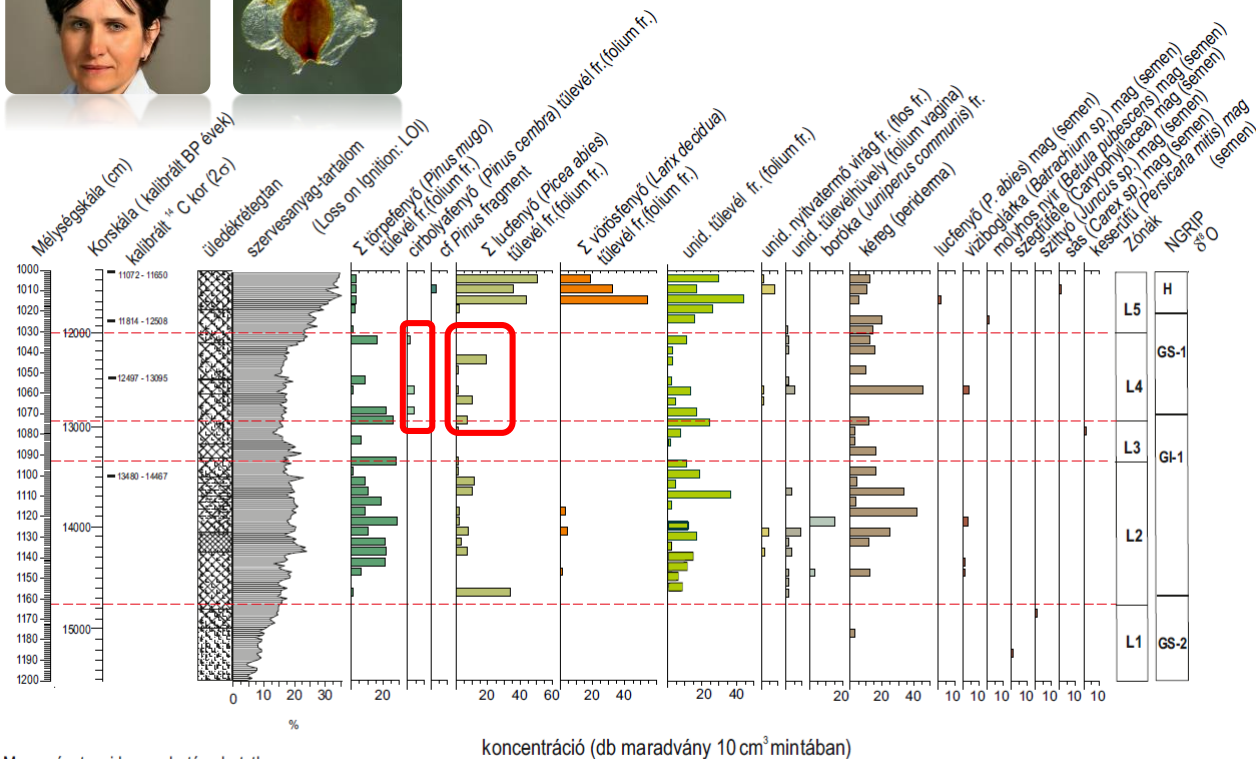 Mélységskála (cm)
Korskála ( kalibrált BP évek)
kalibrált ¹⁴ C kor (2σ)
üledékrétegtan
szervesanyag-tartalom
(Loss on Ignition: LOI)
Σ törpefenyő (Pinus mugo)
tűlevél fr.(folium fr.)
cirbolyafenyő (Pinus cembra) tűlevél fr.(folium fr.)
cf Pinus fragment
Σ lucfenyő (Picea abies)
tűlevél fr.(folium fr.)
Σ vörösfenyő (Larix decidua)
tűlevél fr.(folium fr.)
unid. tűlevél fr. (folium fr.)
unid. nyitvatermő virág fr. (flos fr.)
unid. tűlevélhüvely (folium vagina)
boróka (Juniperus communis) fr.
kéreg (periderma)
lucfenyő (P. abies) mag (semen)
víziboglárka (Batrachium sp.) mag (semen)
molyhos nyír (Betula pubescens) mag (semen)
szegfűféle (Caryophyllacea) mag (semen)
szittyó (Juncus sp.) mag (semen)
sás (Carex sp.) mag (semen)
keserűfű (Persicaria mitis) mag
(semen)
Zónák
NGRIP
δ¹⁸O
1000
1010
1020
1030
1040
1050
1060
1070
1080
1090
1100
1110
1120
1130
1140
1150
1160
1170
1180
1190
1200
12000
13000
14000
15000
11072 - 11650
11814 - 12508
12497 - 13095
13480 - 14467
L5
L4
L3
L2
L1
H
GS-1
GI-1
GS-2
0 10 20 30
%
20
20 40 60
20 40
20 40
20
20 40
10 10 10 10 10 10 10
koncentráció (db maradvány 10 cm³ mintában)